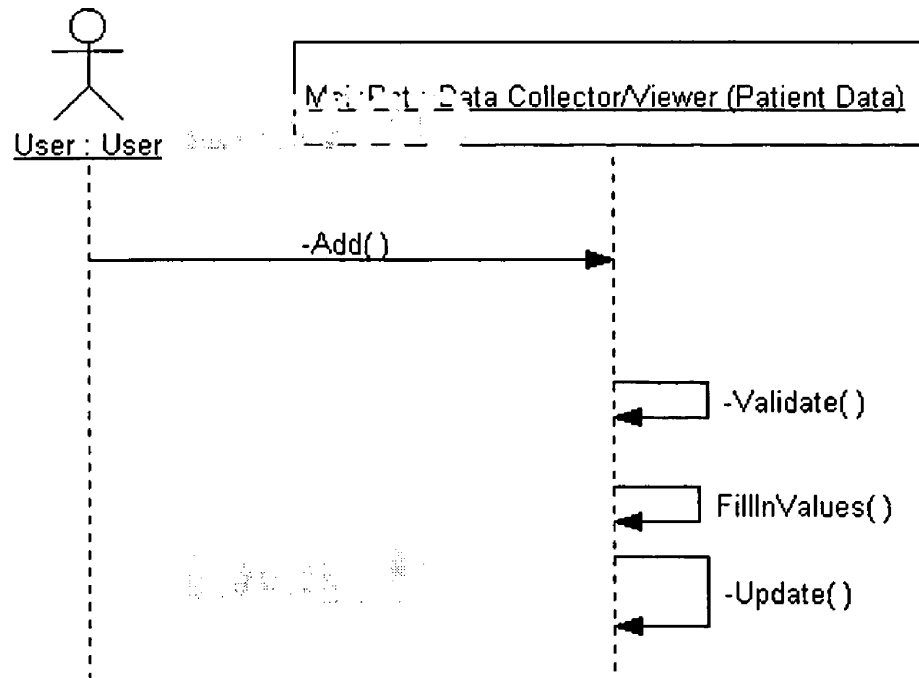 Data Collector/Viewer (Patient Data)
User : User
-Add()
-Validate()
FillInValues()
-Update()